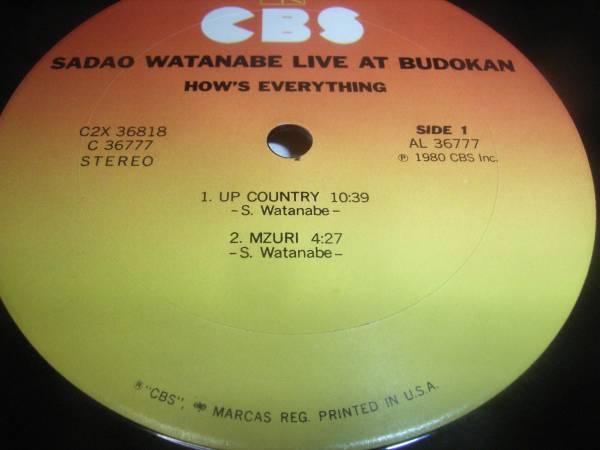 CBS
SADAO WATANABE LIVE AT BUDOKAN
HOW'S EVERYTHING
C2X 36818
C 36777
STEREO
SIDE 1
AL 36777
℗ 1980 CBS Inc.
1. UP COUNTRY 10:39
– S. Watanabe –
2. MZURI 4:27
– S. Watanabe –
® "CBS", MARCAS REG. PRINTED IN U.S.A.